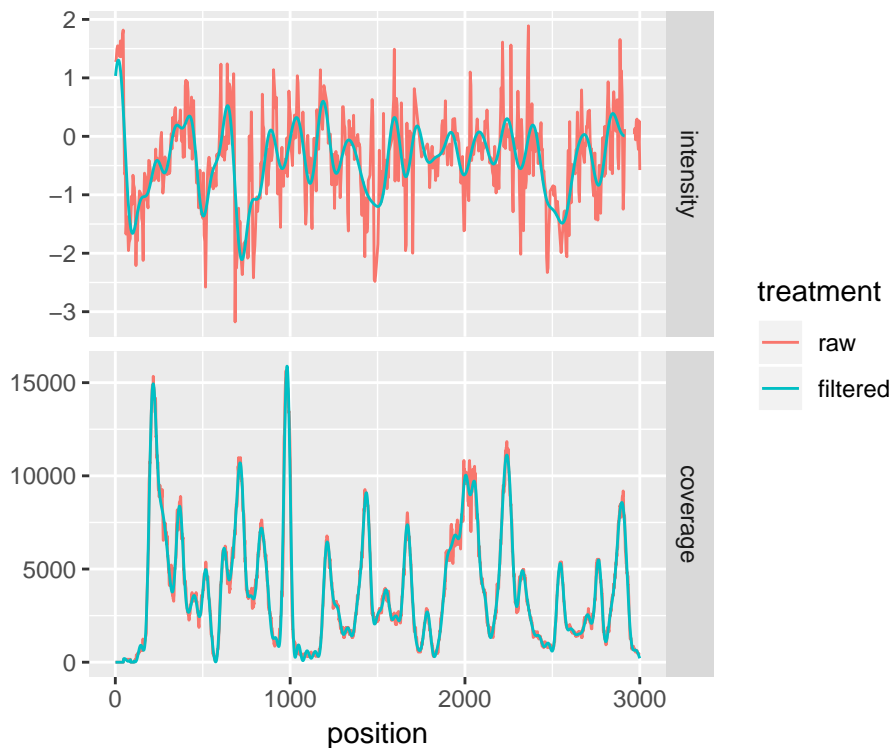 2
1
0
−1
−2
−3
intensity
15000
10000
5000
0
coverage
0
1000
2000
3000
position
treatment
raw
filtered